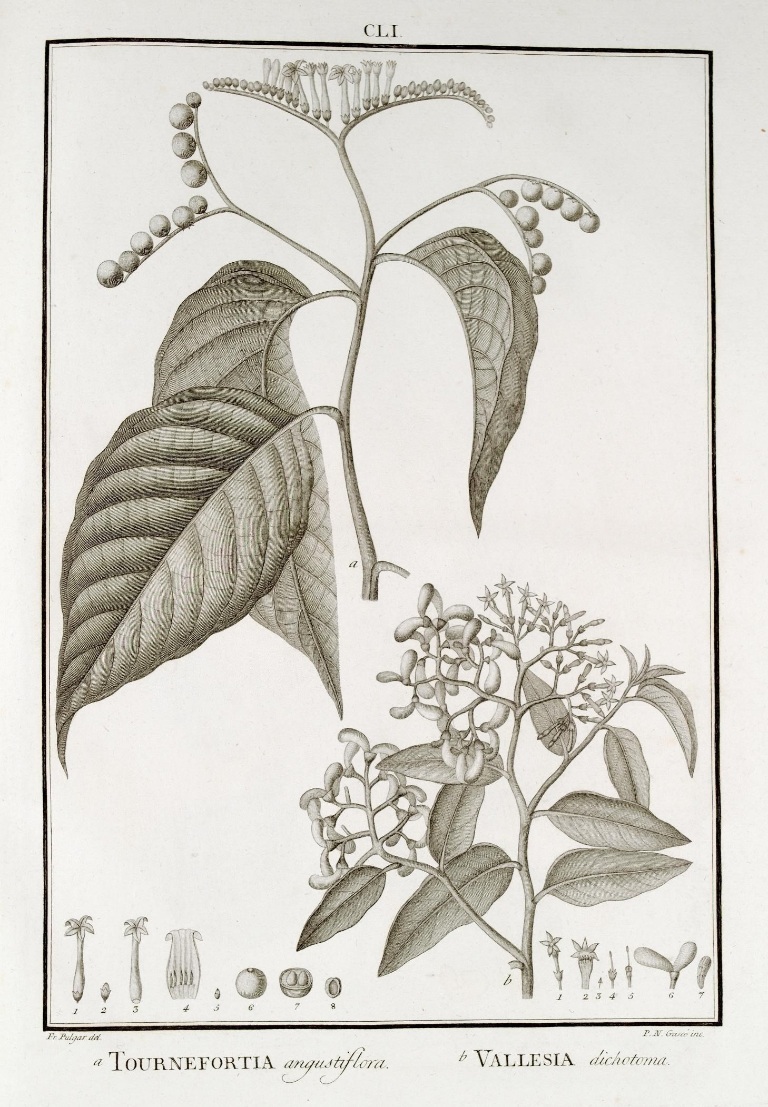 CLI.
a
b
1 2 3 4 5 6 7 8
1 2 3 4 5 6 7
Fr. Pulgar del. P. N. Gascó inc.
a TOURNEFORTIA angustiflora. b VALLESIA dichotoma.